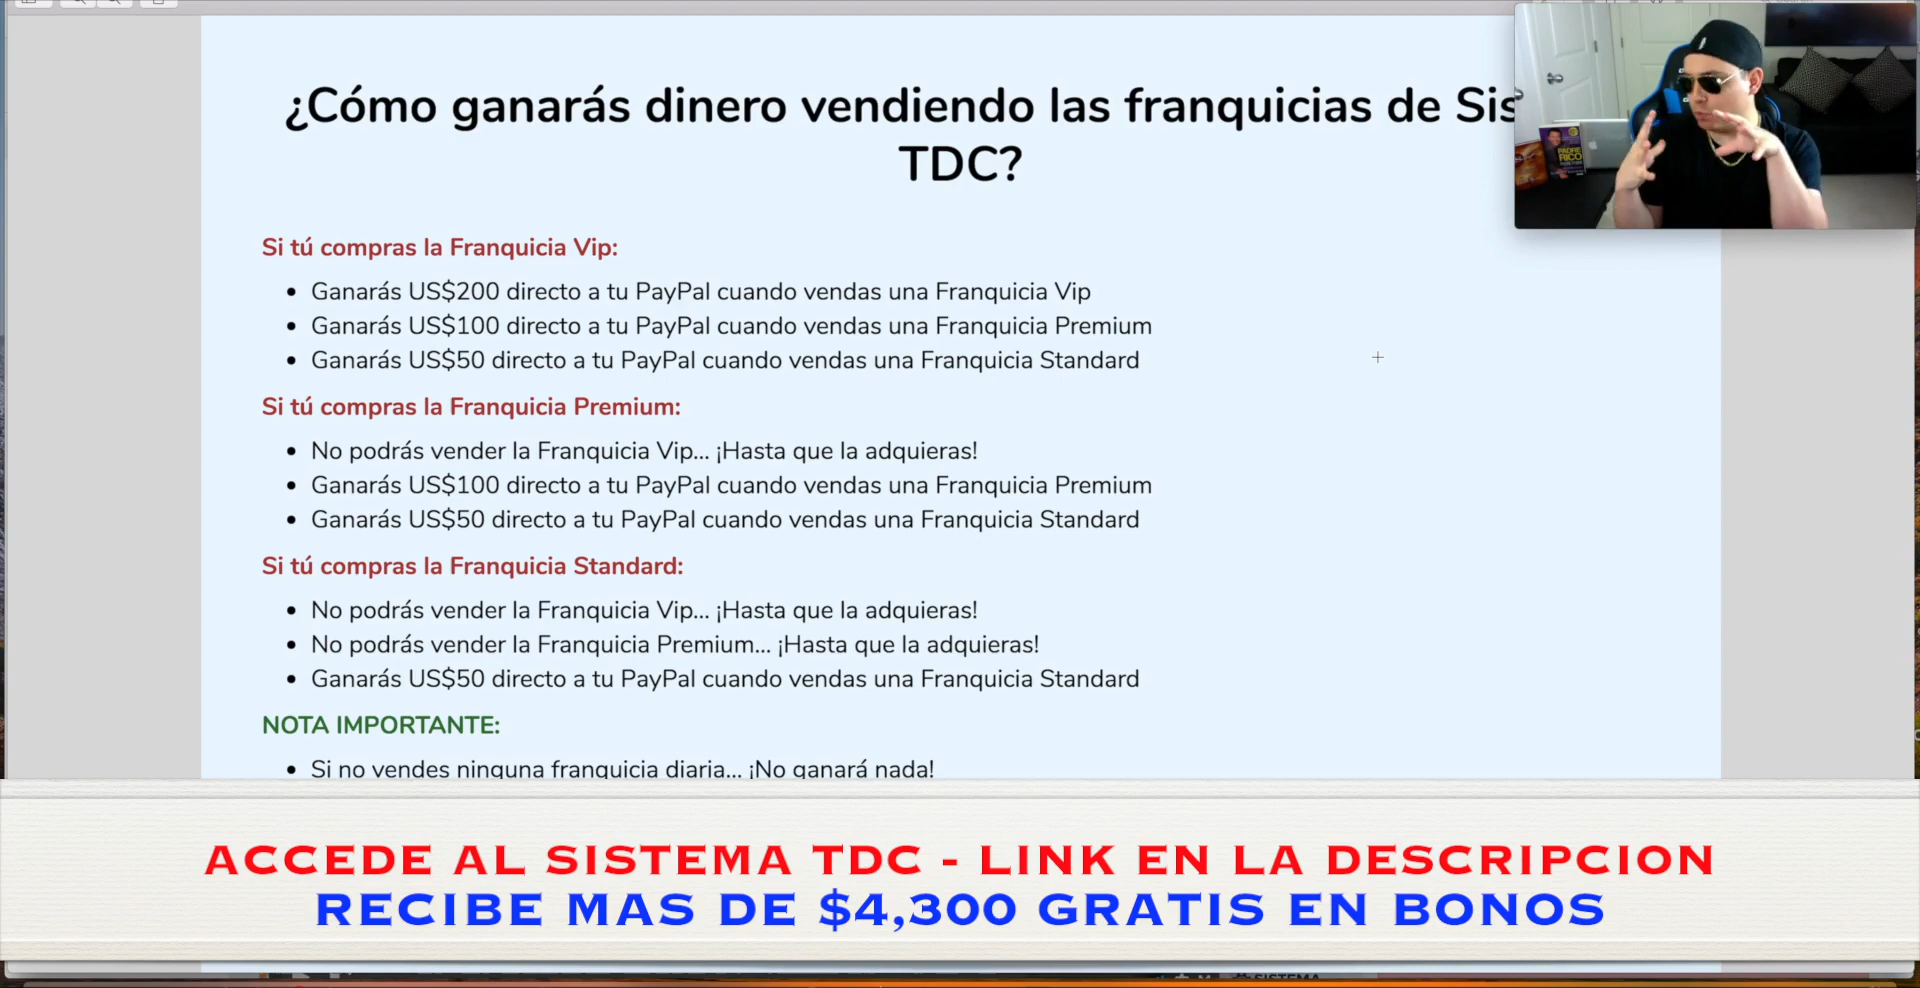 ¿Cómo ganarás dinero vendiendo las franquicias de Sis
TDC?
Si tú compras la Franquicia Vip:
• Ganarás US$200 directo a tu PayPal cuando vendas una Franquicia Vip
• Ganarás US$100 directo a tu PayPal cuando vendas una Franquicia Premium
• Ganarás US$50 directo a tu PayPal cuando vendas una Franquicia Standard
Si tú compras la Franquicia Premium:
• No podrás vender la Franquicia Vip... ¡Hasta que la adquieras!
• Ganarás US$100 directo a tu PayPal cuando vendas una Franquicia Premium
• Ganarás US$50 directo a tu PayPal cuando vendas una Franquicia Standard
Si tú compras la Franquicia Standard:
• No podrás vender la Franquicia Vip... ¡Hasta que la adquieras!
• No podrás vender la Franquicia Premium... ¡Hasta que la adquieras!
• Ganarás US$50 directo a tu PayPal cuando vendas una Franquicia Standard
NOTA IMPORTANTE:
• Si no vendes ninguna franquicia diaria... ¡No ganará nada!
PADRE
RICO
ACCEDE AL SISTEMA TDC - LINK EN LA DESCRIPCION
RECIBE MAS DE $4,300 GRATIS EN BONOS